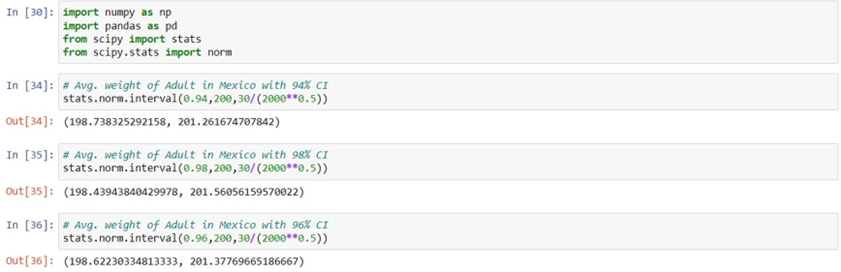 In [30]: import numpy as np
import pandas as pd
from scipy import stats
from scipy.stats import norm
In [34]: # Avg. weight of Adult in Mexico with 94% CI
stats.norm.interval(0.94,200,30/(2000**0.5))
Out[34]: (198.738325292158, 201.261674707842)
In [35]: # Avg. weight of Adult in Mexico with 98% CI
stats.norm.interval(0.98,200,30/(2000**0.5))
Out[35]: (198.43943840429978, 201.56056159570022)
In [36]: # Avg. weight of Adult in Mexico with 96% CI
stats.norm.interval(0.96,200,30/(2000**0.5))
Out[36]: (198.62230334813333, 201.37769665186667)